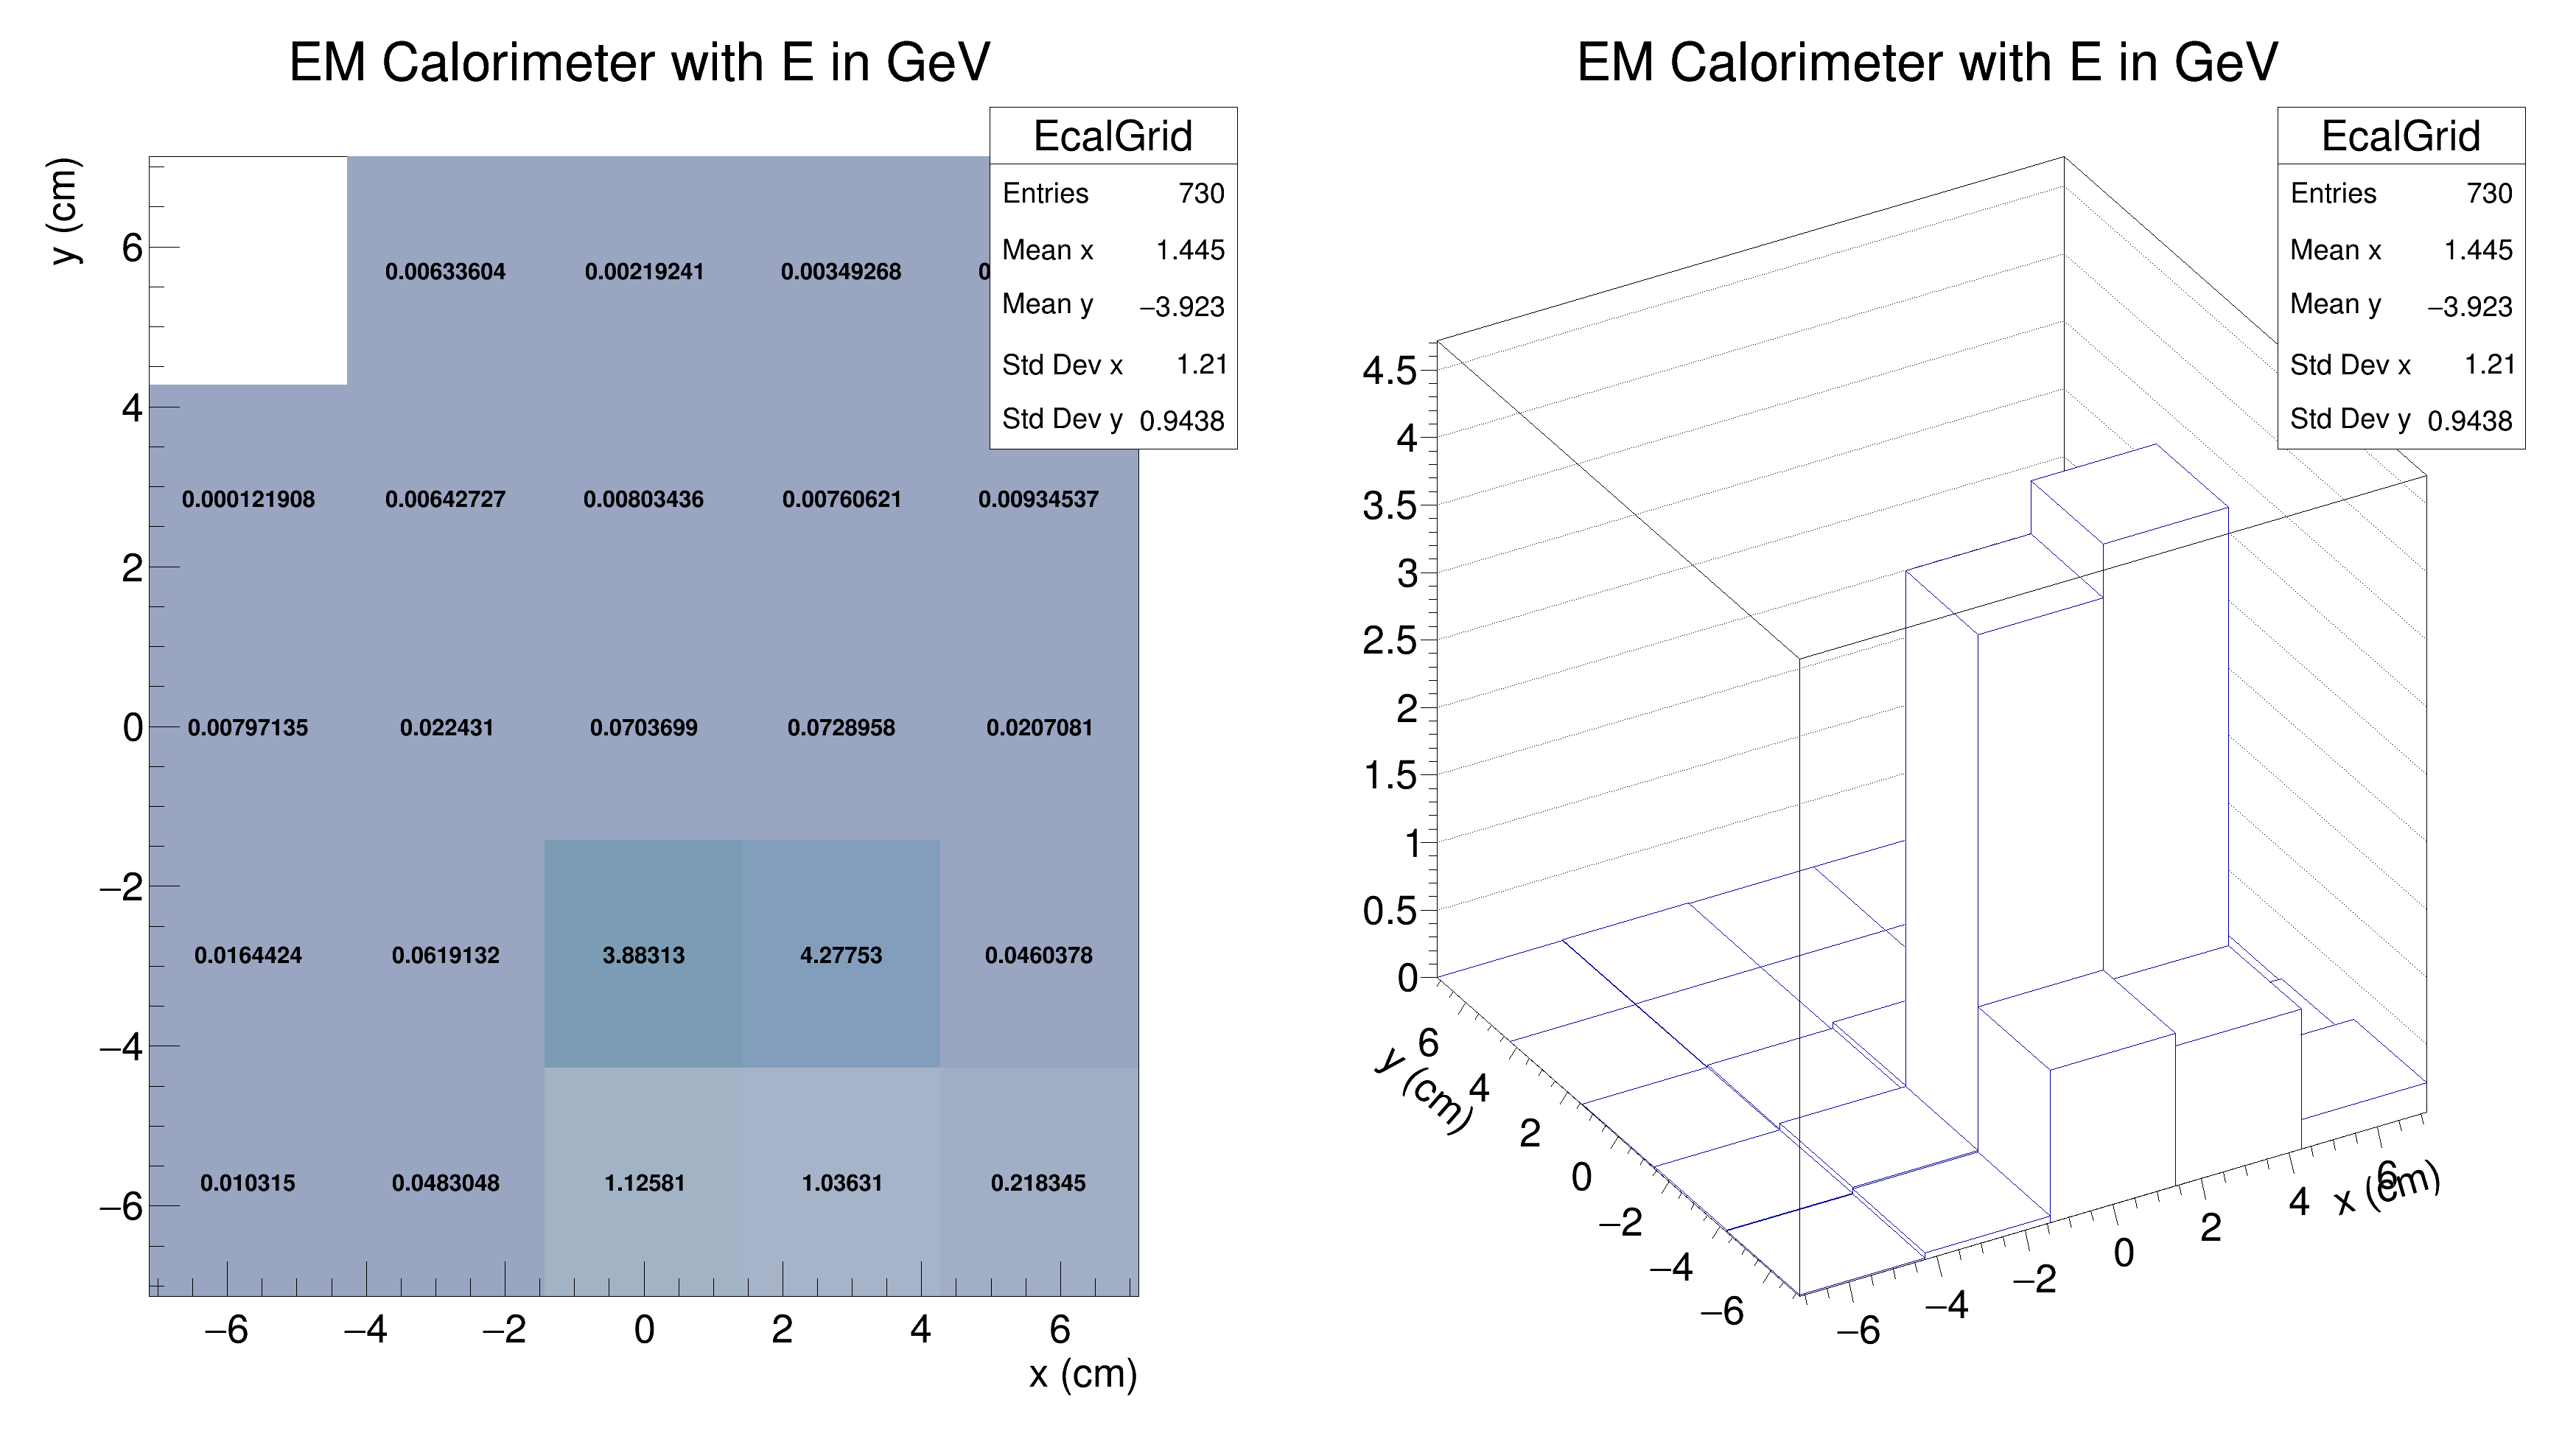 EM Calorimeter with E in GeV
EcalGrid
Entries 730
Mean x 1.445
Mean y −3.923
Std Dev x 1.21
Std Dev y 0.9438
y (cm)
6
4
2
0
−2
−4
−6
0.00633604 0.00219241 0.00349268
0.000121908 0.00642727 0.00803436 0.00760621 0.00934537
0.00797135 0.022431 0.0703699 0.0728958 0.0207081
0.0164424 0.0619132 3.88313 4.27753 0.0460378
0.010315 0.0483048 1.12581 1.03631 0.218345
−6 −4 −2 0 2 4 6
x (cm)
EM Calorimeter with E in GeV
EcalGrid
Entries 730
Mean x 1.445
Mean y −3.923
Std Dev x 1.21
Std Dev y 0.9438
4.5
4
3.5
3
2.5
2
1.5
1
0.5
0
6
4
2
0
−2
−4
−6
y (cm)
−6 −4 −2 0 2 4 6
x (cm)